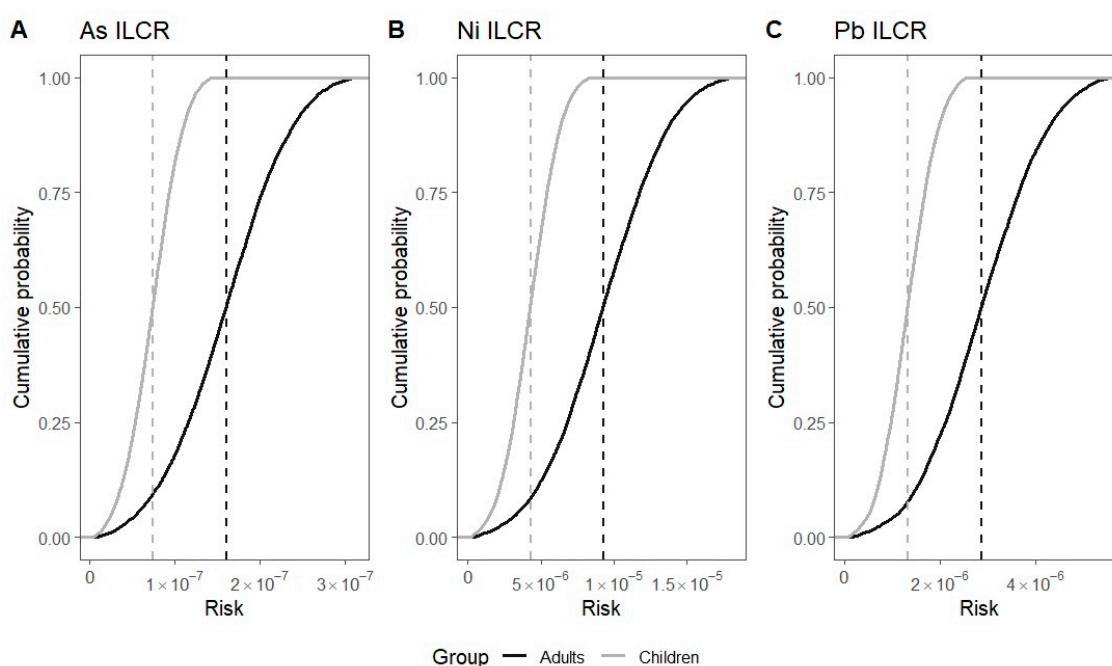 A As ILCR
1.00
0.75
0.50
0.25
0.00
Cumulative probability
0 1×10⁻⁷ 2×10⁻⁷ 3×10⁻⁷
Risk
B Ni ILCR
1.00
0.75
0.50
0.25
0.00
Cumulative probability
0 5×10⁻⁶ 1×10⁻⁵ 1.5×10⁻⁵
Risk
C Pb ILCR
1.00
0.75
0.50
0.25
0.00
Cumulative probability
0 2×10⁻⁶ 4×10⁻⁶
Risk
Group Adults Children